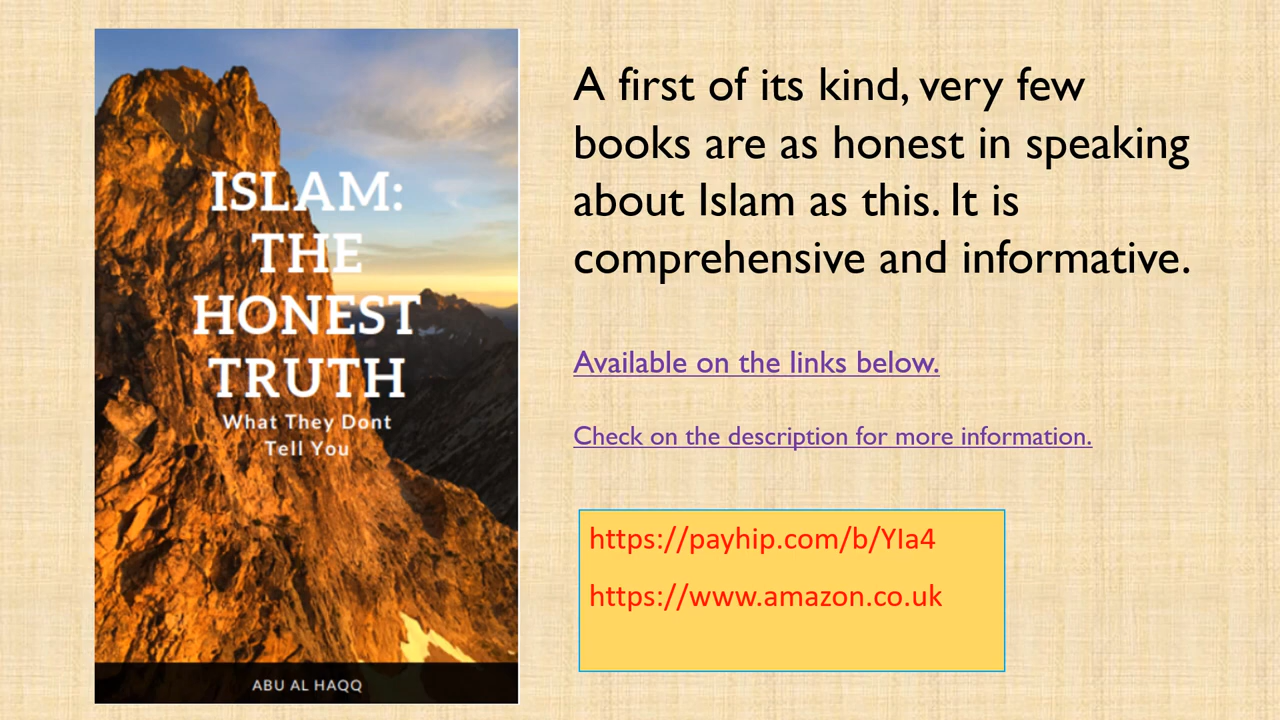 ISLAM:
THE
HONEST
TRUTH
What They Dont
Tell You
ABU AL HAQQ
A first of its kind, very few
books are as honest in speaking
about Islam as this. It is
comprehensive and informative.
Available on the links below.
Check on the description for more information.
https://payhip.com/b/YIa4
https://www.amazon.co.uk